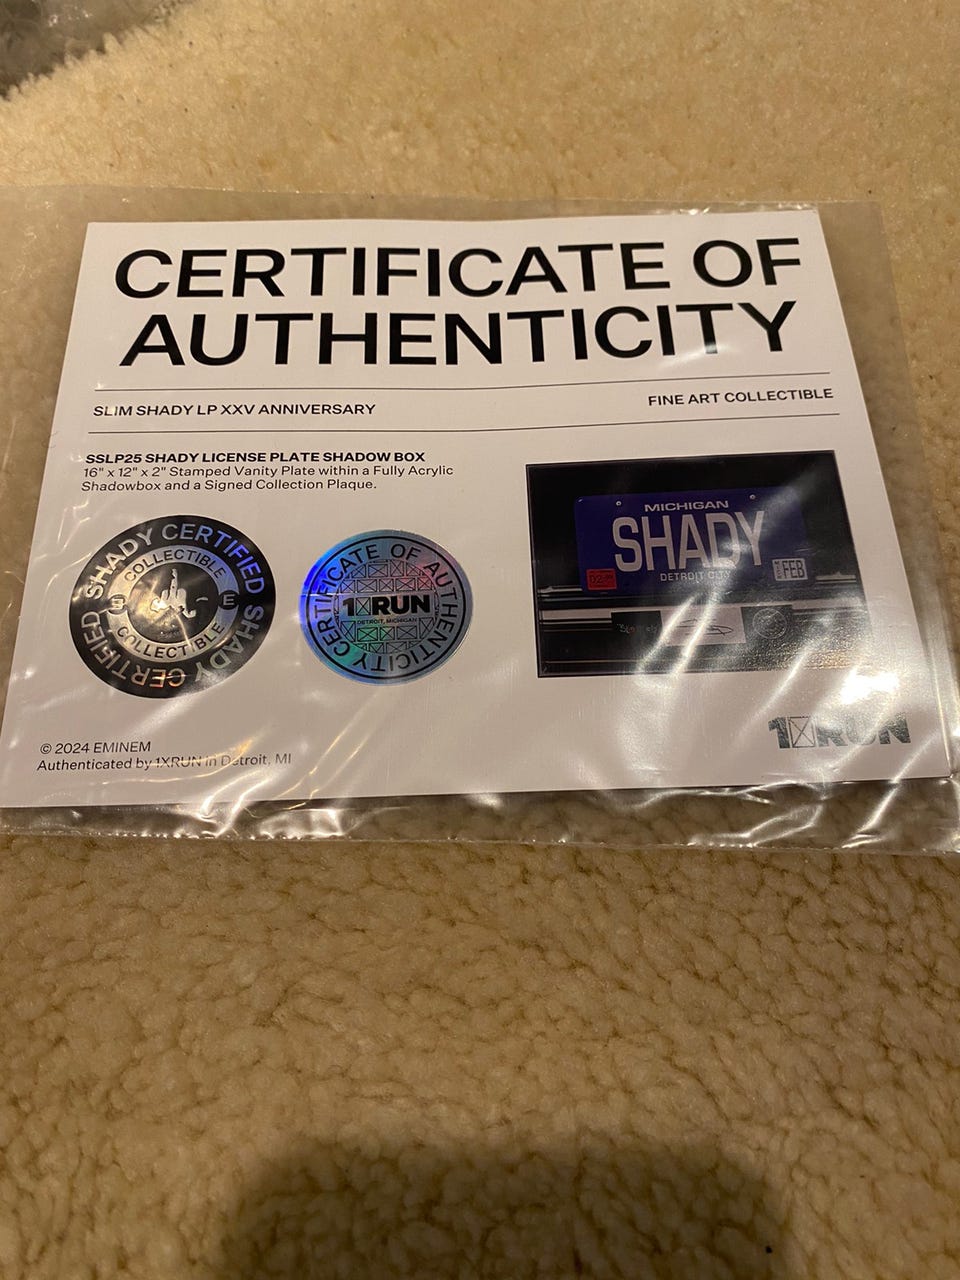 CERTIFICATE OF
AUTHENTICITY
SLIM SHADY LP XXV ANNIVERSARY
FINE ART COLLECTIBLE
SSLP25 SHADY LICENSE PLATE SHADOW BOX
16" x 12" x 2" Stamped Vanity Plate within a Fully Acrylic
Shadowbox and a Signed Collection Plaque.
SHADY CERTIFIED SHADY CERTIFIED
COLLECTIBLE
E E
COLLECTIBLE
CERTIFICATE OF AUTHENTICITY
1XRUN
DETROIT, MICHIGAN
MICHIGAN
SHADY
DETROIT CITY
FEB
© 2024 EMINEM
Authenticated by 1XRUN in Detroit, MI
1XRUN